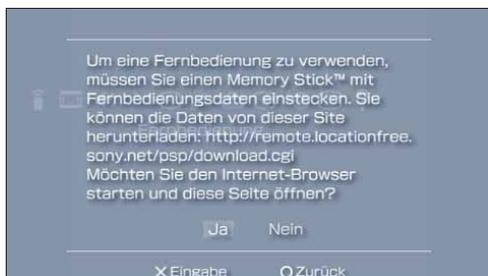 Um eine Fernbedienung zu verwenden,
müssen Sie einen Memory Stick™ mit
Fernbedienungsdaten einstecken. Sie
können die Daten von dieser Site
herunterladen: http://remote.locationfree.
sony.net/psp/download.cgi
Möchten Sie den Internet-Browser
starten und diese Seite öffnen?
Ja Nein
XEingabe OZurück